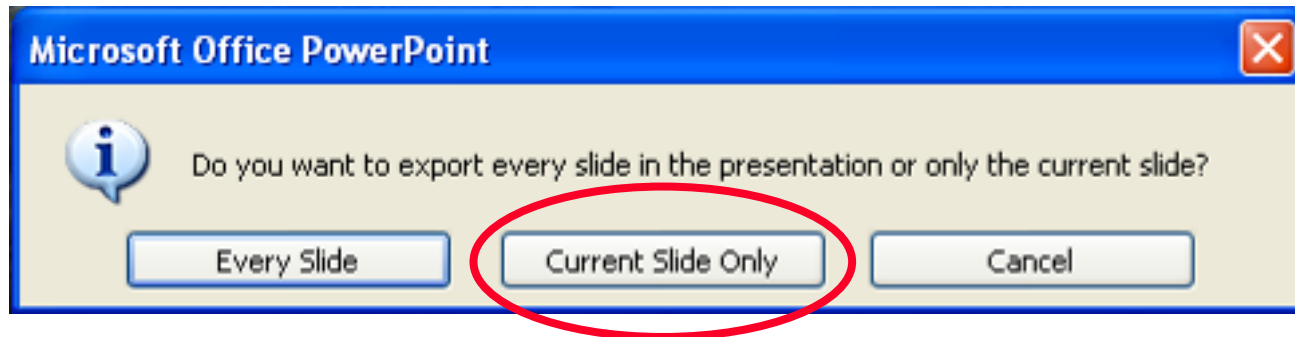 Microsoft Office PowerPoint
Do you want to export every slide in the presentation or only the current slide?
Every Slide Current Slide Only Cancel